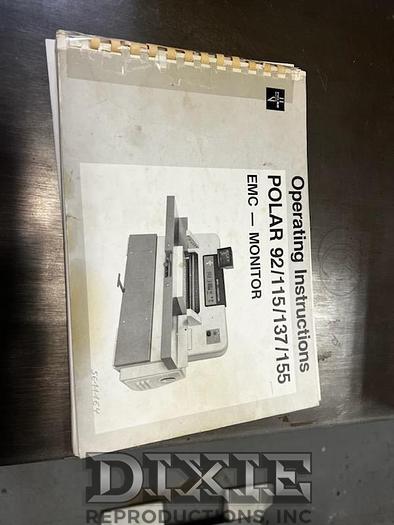 Operating Instructions
POLAR 92/115/137/155
EMC — MONITOR
DIXIE
REPRODUCTIONS, INC